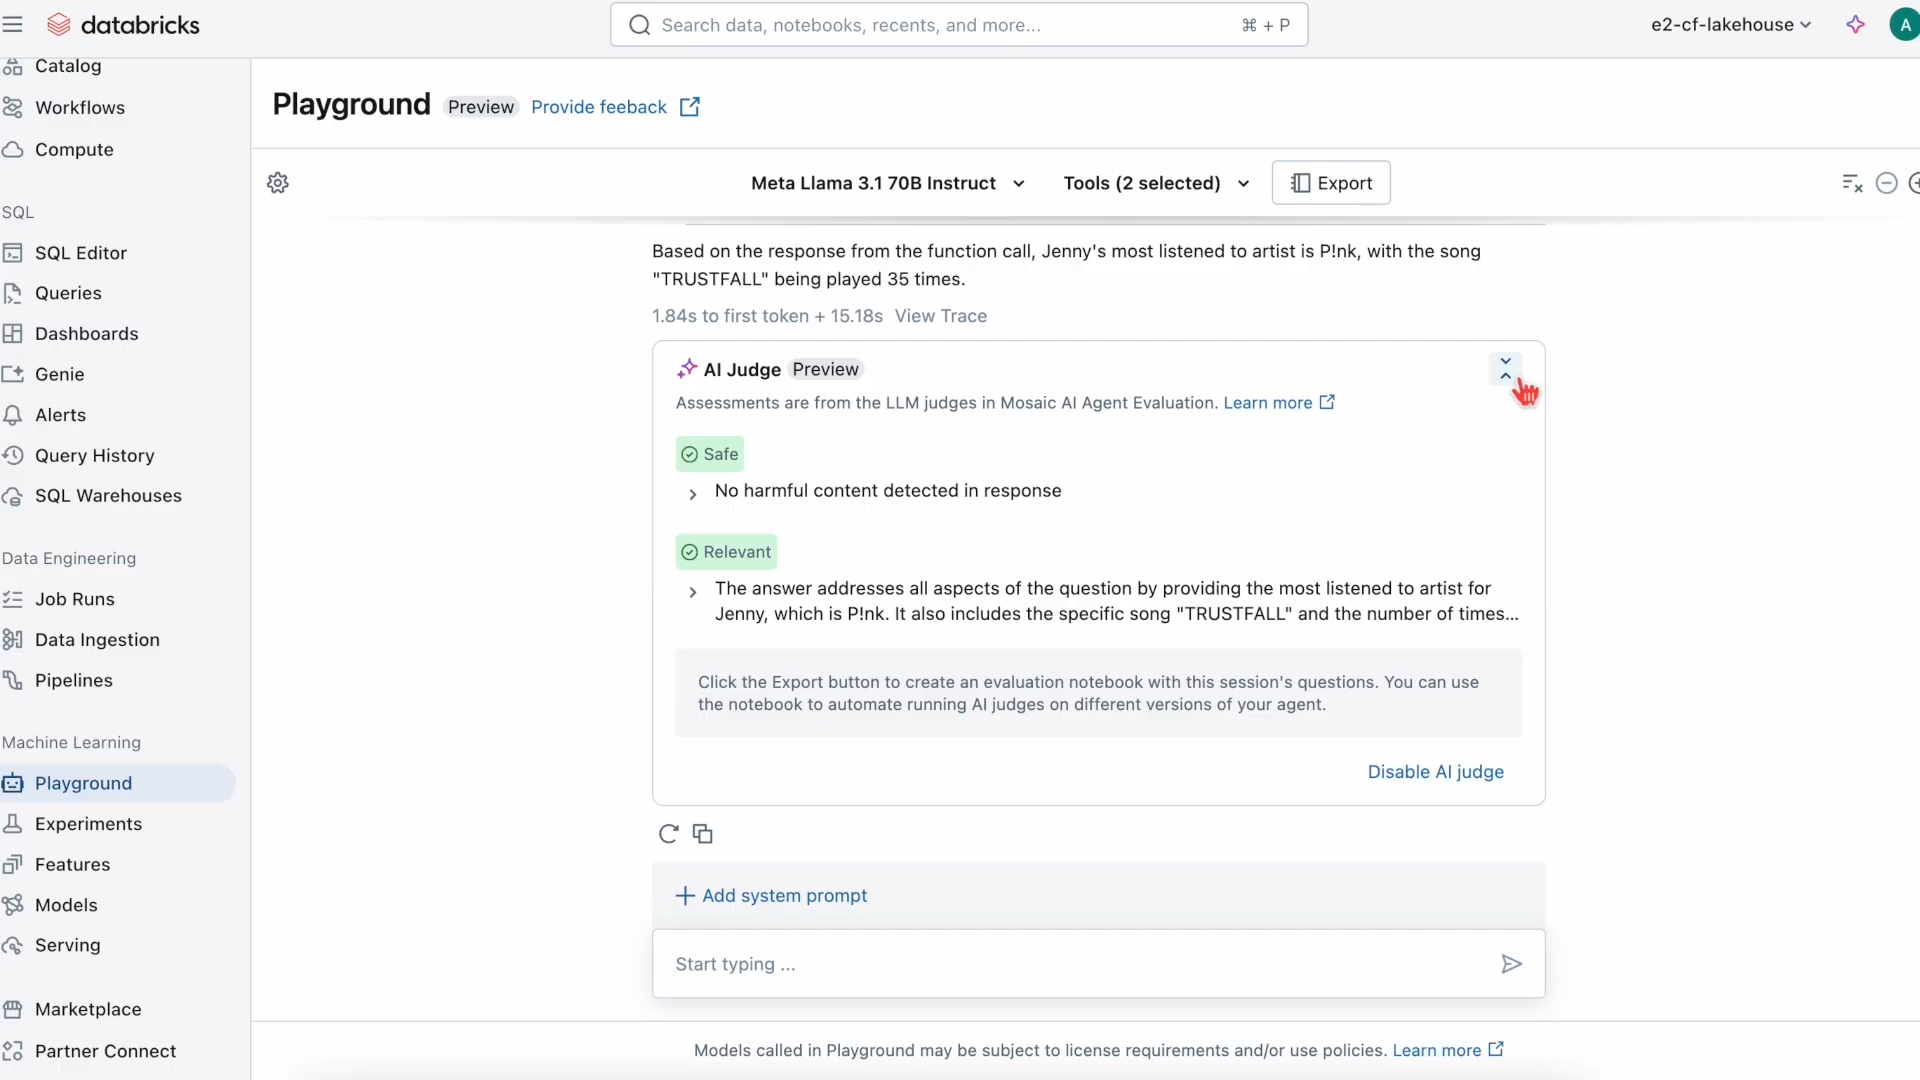 databricks
Search data, notebooks, recents, and more...
⌘ + P
e2-cf-lakehouse
A
Catalog
Workflows
Compute
SQL
SQL Editor
Queries
Dashboards
Genie
Alerts
Query History
SQL Warehouses
Data Engineering
Job Runs
Data Ingestion
Pipelines
Machine Learning
Playground
Experiments
Features
Models
Serving
Marketplace
Partner Connect
Playground
Preview
Provide feeback
Meta Llama 3.1 70B Instruct
Tools (2 selected)
Export
Based on the response from the function call, Jenny's most listened to artist is P!nk, with the song
"TRUSTFALL" being played 35 times.
1.84s to first token + 15.18s View Trace
AI Judge Preview
Assessments are from the LLM judges in Mosaic AI Agent Evaluation. Learn more
Safe
No harmful content detected in response
Relevant
The answer addresses all aspects of the question by providing the most listened to artist for
Jenny, which is P!nk. It also includes the specific song "TRUSTFALL" and the number of times...
Click the Export button to create an evaluation notebook with this session's questions. You can use
the notebook to automate running AI judges on different versions of your agent.
Disable AI judge
Add system prompt
Start typing ...
Models called in Playground may be subject to license requirements and/or use policies. Learn more